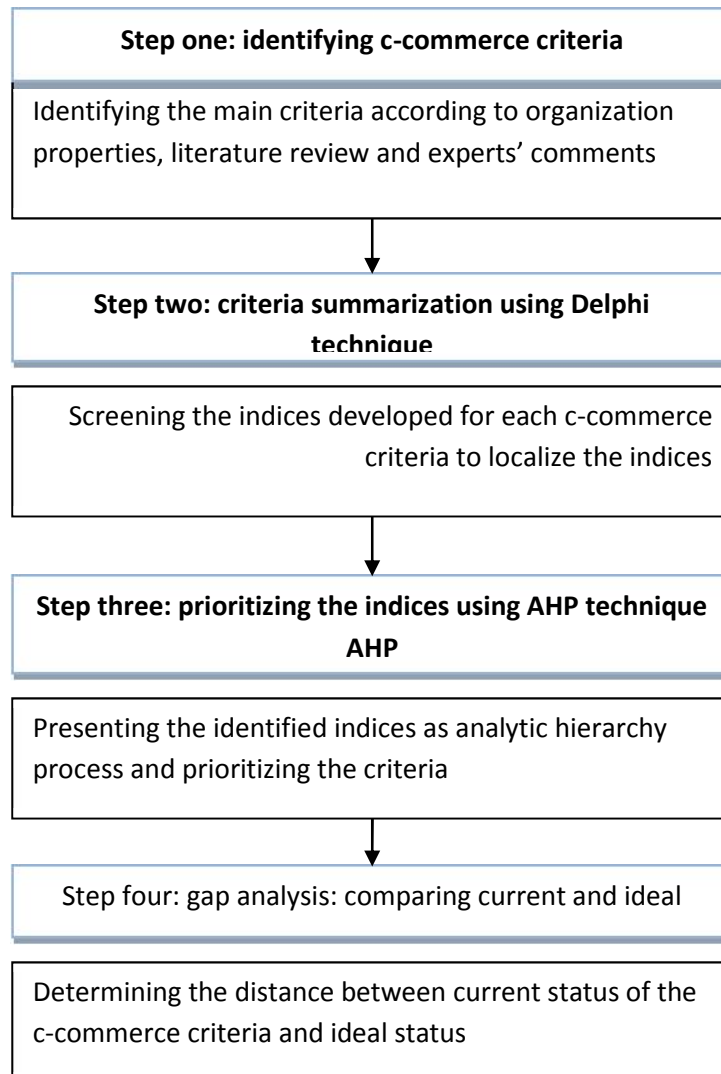 Step one: identifying c-commerce criteria
Identifying the main criteria according to organization
properties, literature review and experts’ comments
Step two: criteria summarization using Delphi
technique
Screening the indices developed for each c-commerce
criteria to localize the indices
Step three: prioritizing the indices using AHP technique
AHP
Presenting the identified indices as analytic hierarchy
process and prioritizing the criteria
Step four: gap analysis: comparing current and ideal
Determining the distance between current status of the
c-commerce criteria and ideal status